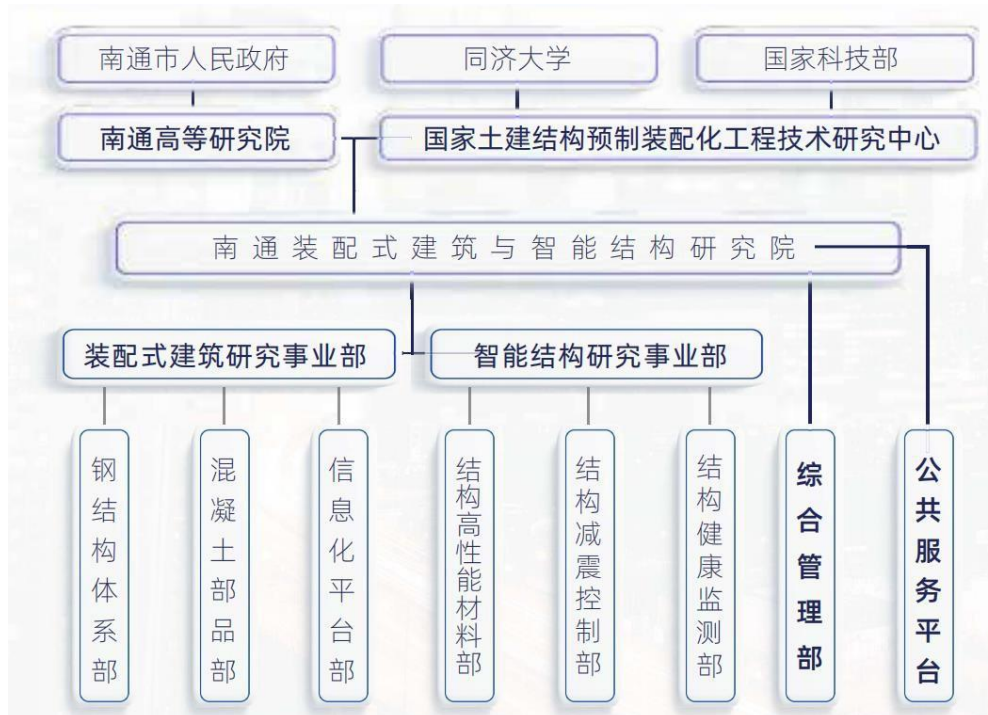 南通市人民政府
同济大学
国家科技部
南通高等研究院
国家土建结构预制装配化工程技术研究中心
南通装配式建筑与智能结构研究院
装配式建筑研究事业部
智能结构研究事业部
钢结构体系部
混凝土部品部
信息化平台部
结构高性能材料部
结构减震控制部
结构健康监测部
综合管理部
公共服务平台